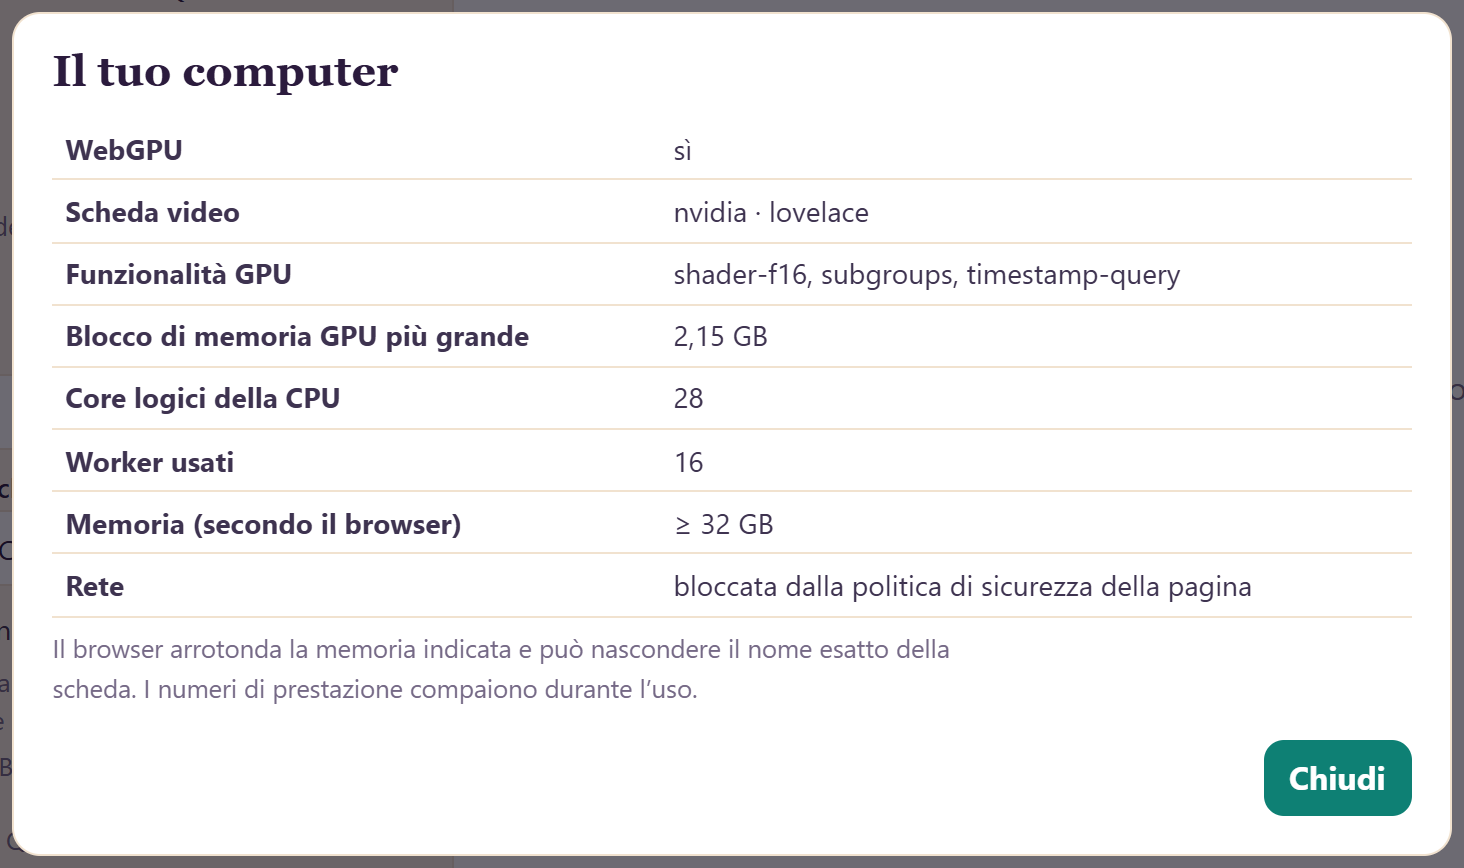 Il tuo computer
WebGPU sì
Scheda video nvidia · lovelace
Funzionalità GPU shader-f16, subgroups, timestamp-query
Blocco di memoria GPU più grande 2,15 GB
Core logici della CPU 28
Worker usati 16
Memoria (secondo il browser) ≥ 32 GB
Rete bloccata dalla politica di sicurezza della pagina
Il browser arrotonda la memoria indicata e può nascondere il nome esatto della
scheda. I numeri di prestazione compaiono durante l’uso.
Chiudi